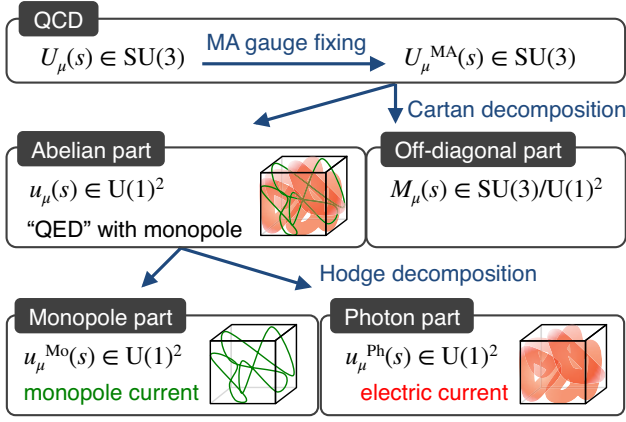 QCD
U_μ(s) ∈ SU(3)
MA gauge fixing
U_μ^MA(s) ∈ SU(3)
Cartan decomposition
Abelian part
u_μ(s) ∈ U(1)²
“QED” with monopole
Off-diagonal part
M_μ(s) ∈ SU(3)/U(1)²
Hodge decomposition
Monopole part
u_μ^Mo(s) ∈ U(1)²
monopole current
Photon part
u_μ^Ph(s) ∈ U(1)²
electric current